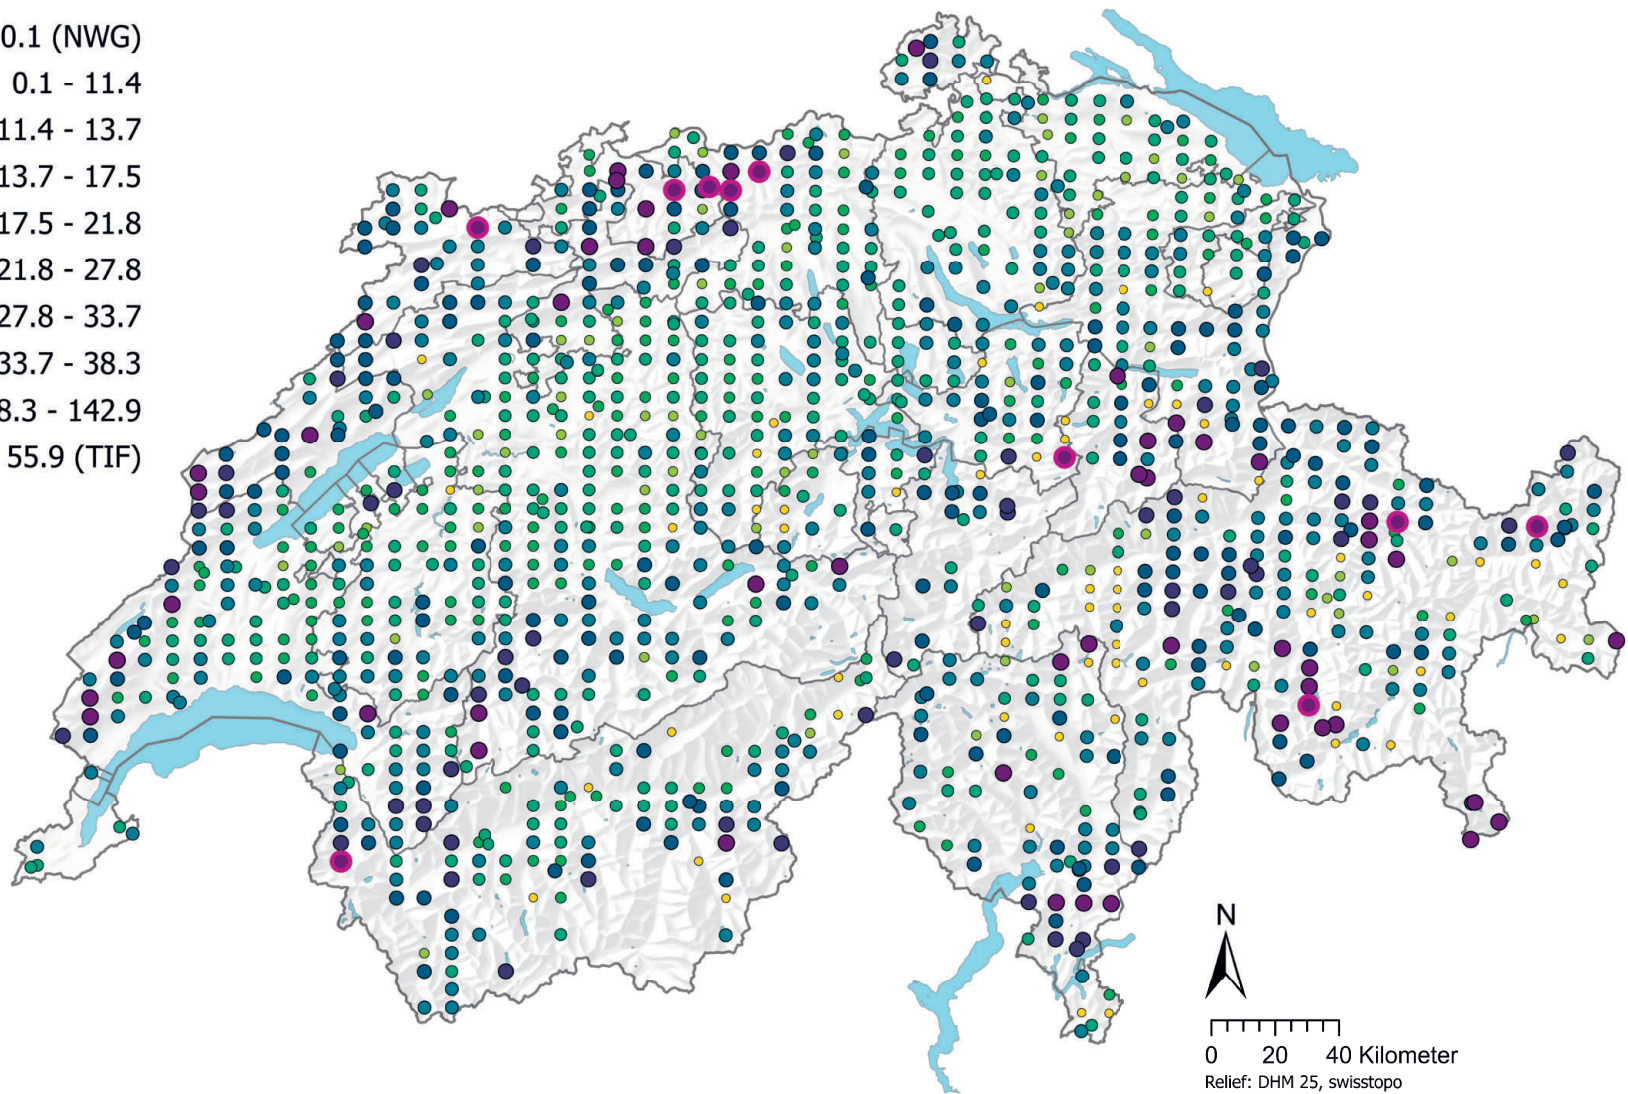 0.1 (NWG)
0.1 - 11.4
11.4 - 13.7
13.7 - 17.5
17.5 - 21.8
21.8 - 27.8
27.8 - 33.7
33.7 - 38.3
8.3 - 142.9
55.9 (TIF)
N
0 20 40 Kilometer
Relief: DHM 25, swisstopo